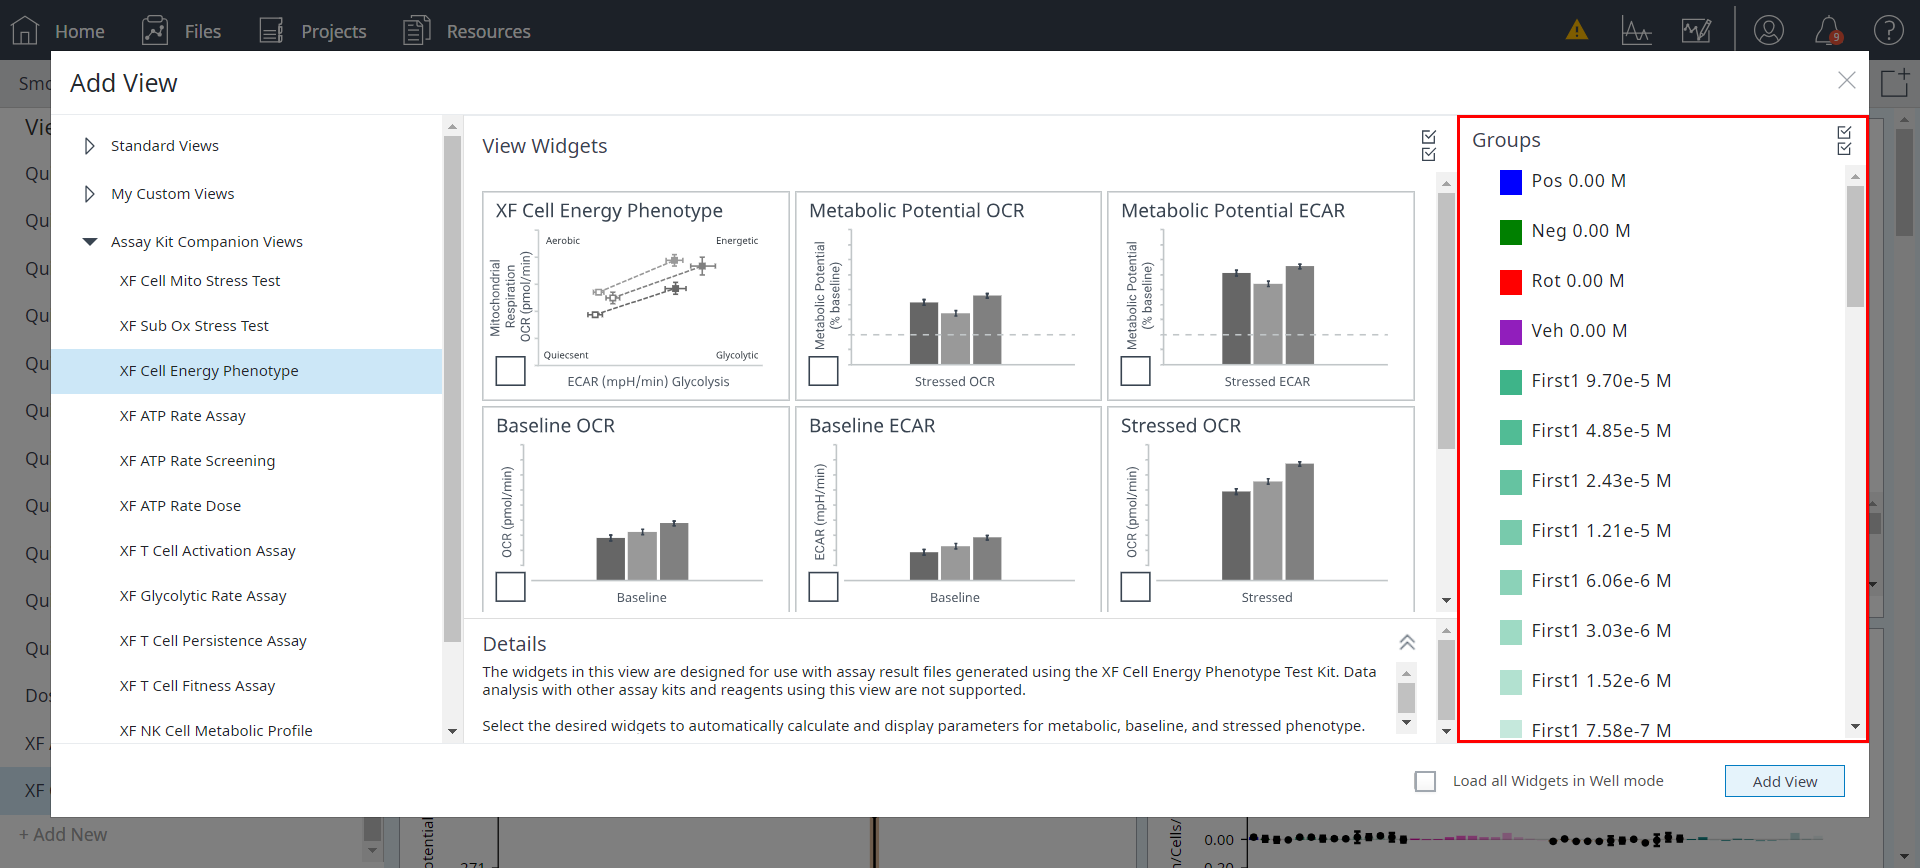 Home
Files
Projects
Resources
9
Add View
Standard Views
My Custom Views
Assay Kit Companion Views
XF Cell Mito Stress Test
XF Sub Ox Stress Test
XF Cell Energy Phenotype
XF ATP Rate Assay
XF ATP Rate Screening
XF ATP Rate Dose
XF T Cell Activation Assay
XF Glycolytic Rate Assay
XF T Cell Persistence Assay
XF T Cell Fitness Assay
XF NK Cell Metabolic Profile
View Widgets
XF Cell Energy Phenotype
Aerobic
Energetic
Mitochondrial
Respiration
OCR (pmol/min)
Quiecsent
Glycolytic
ECAR (mpH/min) Glycolysis
Metabolic Potential OCR
Metabolic Potential
(% baseline)
Stressed OCR
Metabolic Potential ECAR
Metabolic Potential
(% baseline)
Stressed ECAR
Baseline OCR
OCR (pmol/min)
Baseline
Baseline ECAR
ECAR (mpH/min)
Baseline
Stressed OCR
OCR (pmol/min)
Stressed
Details
The widgets in this view are designed for use with assay result files generated using the XF Cell Energy Phenotype Test Kit. Data
analysis with other assay kits and reagents using this view are not supported.
Select the desired widgets to automatically calculate and display parameters for metabolic, baseline, and stressed phenotype.
Groups
Pos 0.00 M
Neg 0.00 M
Rot 0.00 M
Veh 0.00 M
First1 9.70e-5 M
First1 4.85e-5 M
First1 2.43e-5 M
First1 1.21e-5 M
First1 6.06e-6 M
First1 3.03e-6 M
First1 1.52e-6 M
First1 7.58e-7 M
Load all Widgets in Well mode
Add View
Qu
Qu
Qu
Qu
Qu
Qu
Qu
Qu
Qu
Qu
Qu
XF
XF
+ Add New
271
0.00
0.20